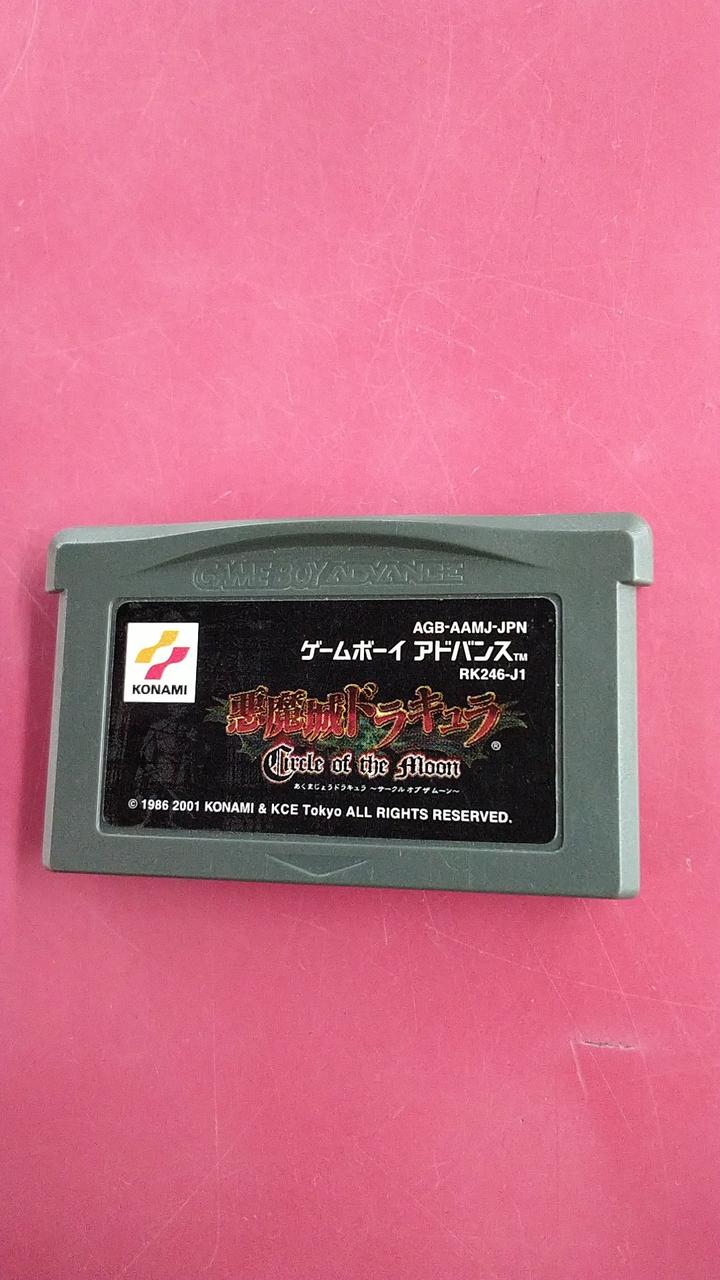 GAME BOY ADVANCE
AGB-AAMJ-JPN
ゲームボーイ アドバンス™
RK246-J1
KONAMI
悪魔城ドラキュラ®
Circle of the Moon
あくまじょうドラキュラ ～サークル オブ ザ ムーン～
© 1986 2001 KONAMI & KCE Tokyo ALL RIGHTS RESERVED.